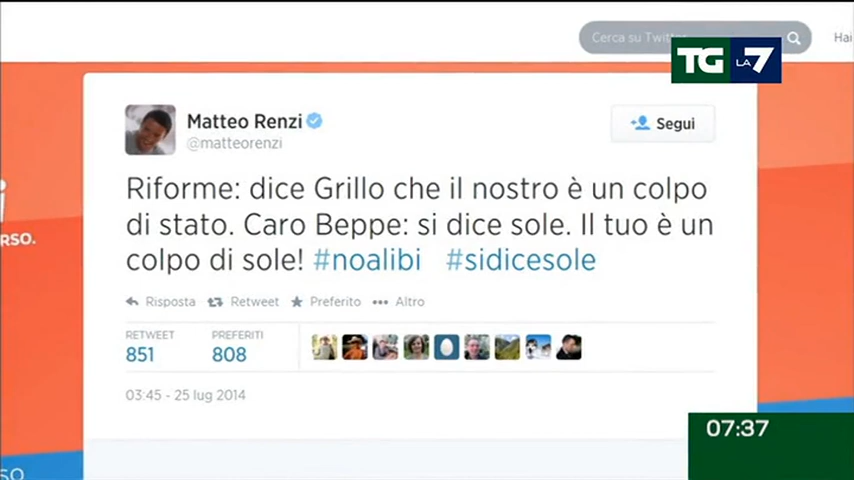 Cerca su Twitter
Hai
TG LA 7
Matteo Renzi
@matteorenzi
Segui
Riforme: dice Grillo che il nostro è un colpo
di stato. Caro Beppe: si dice sole. Il tuo è un
colpo di sole! #noalibi #sidicesole
RSO.
Risposta Retweet Preferito Altro
RETWEET PREFERITI
851 808
03:45 - 25 lug 2014
07:37
SO